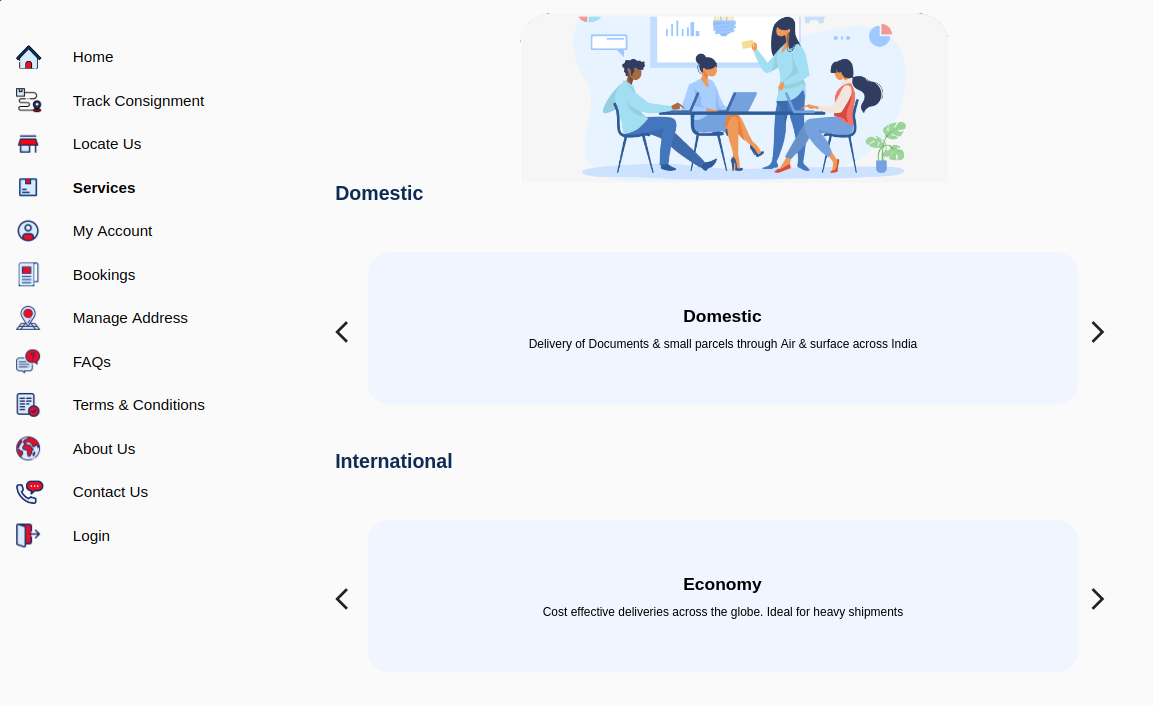 Home
Track Consignment
Locate Us
Services
My Account
Bookings
Manage Address
FAQs
Terms & Conditions
About Us
Contact Us
Login
Domestic
Domestic
Delivery of Documents & small parcels through Air & surface across India
International
Economy
Cost effective deliveries across the globe. Ideal for heavy shipments